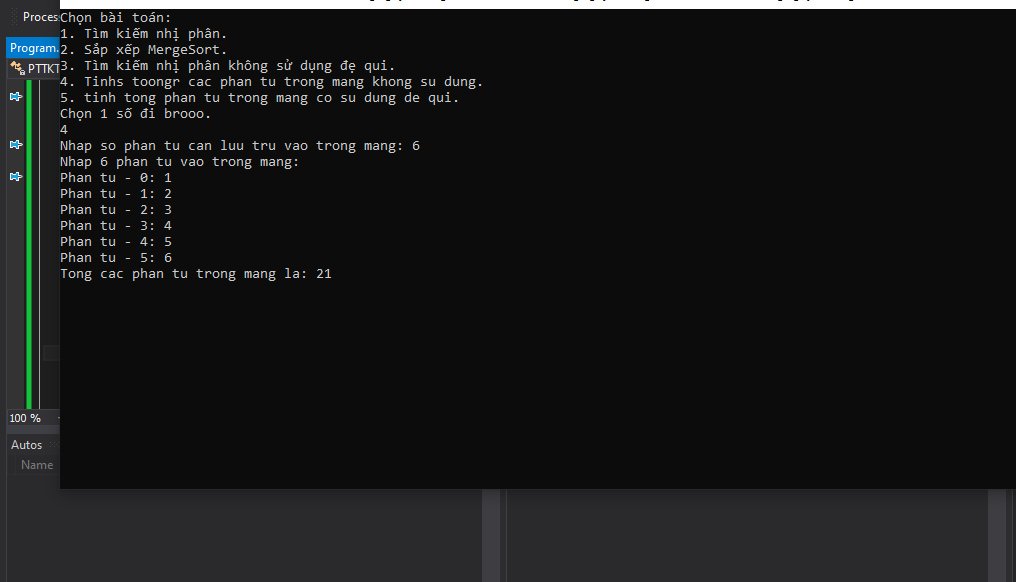 Proces
Chọn bài toán:
1. Tìm kiếm nhị phân.
Program.
2. Sắp xếp MergeSort.
PTTKT
3. Tìm kiếm nhị phân không sử dụng đẹ qui.
4. Tinhs toongr cac phan tu trong mang khong su dung.
5. tinh tong phan tu trong mang co su dung de qui.
Chọn 1 số đi brooo.
4
Nhap so phan tu can luu tru vao trong mang: 6
Nhap 6 phan tu vao trong mang:
Phan tu - 0: 1
Phan tu - 1: 2
Phan tu - 2: 3
Phan tu - 3: 4
Phan tu - 4: 5
Phan tu - 5: 6
Tong cac phan tu trong mang la: 21
100 %
Autos
Name